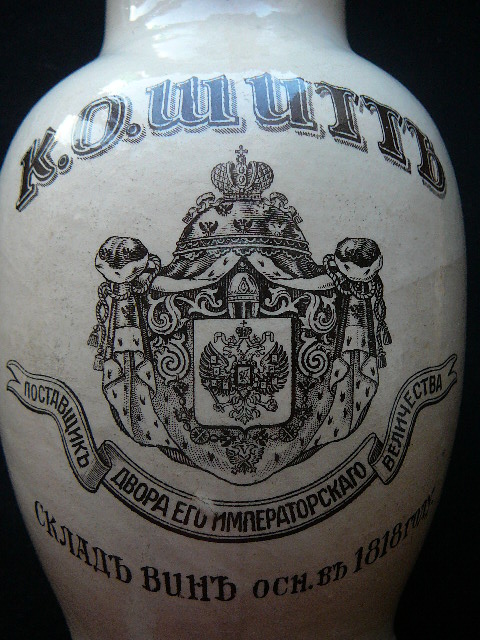 К.О.ШИТТЪ
ПОСТАВЩИКЪ ДВОРА ЕГО ИМПЕРАТОРСКАГО ВЕЛИЧЕСТВА
СКЛАДЪ ВИНЪ ОСН. ВЪ 1818 ГОДУ.